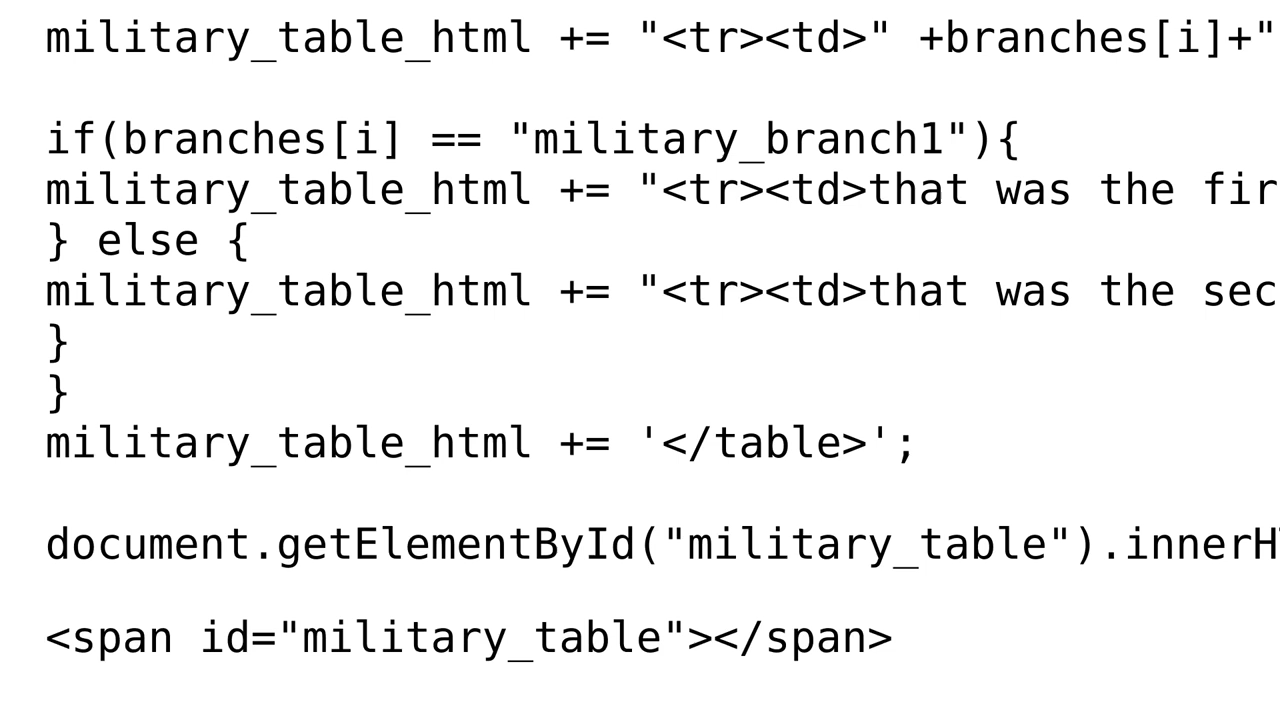 military_table_html += "<tr><td>" +branches[i]+"
if(branches[i] == "military_branch1"){
military_table_html += "<tr><td>that was the fir
} else {
military_table_html += "<tr><td>that was the sec
}
}
military_table_html += '</table>';
document.getElementById("military_table").innerH
<span id="military_table"></span>